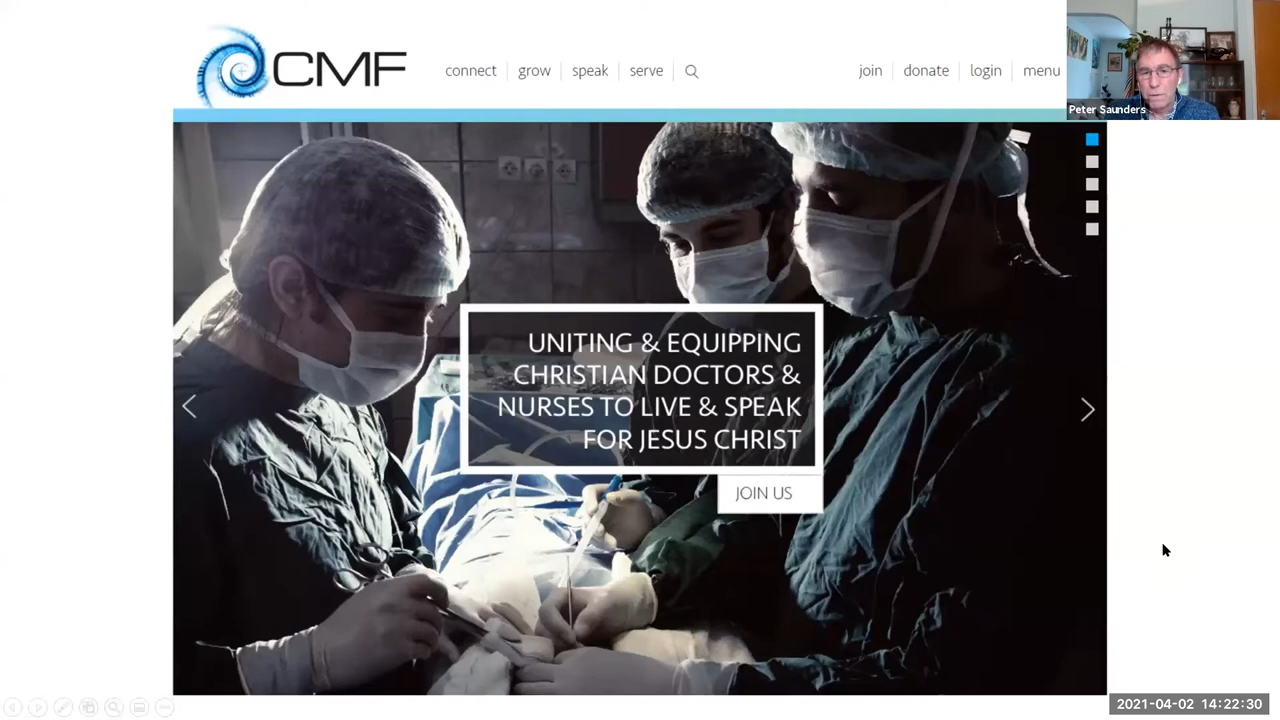 CMF
connect
grow
speak
serve
join
donate
login
menu
Peter Saunders
UNITING & EQUIPPING
CHRISTIAN DOCTORS &
NURSES TO LIVE & SPEAK
FOR JESUS CHRIST
JOIN US
2021-04-02 14:22:30